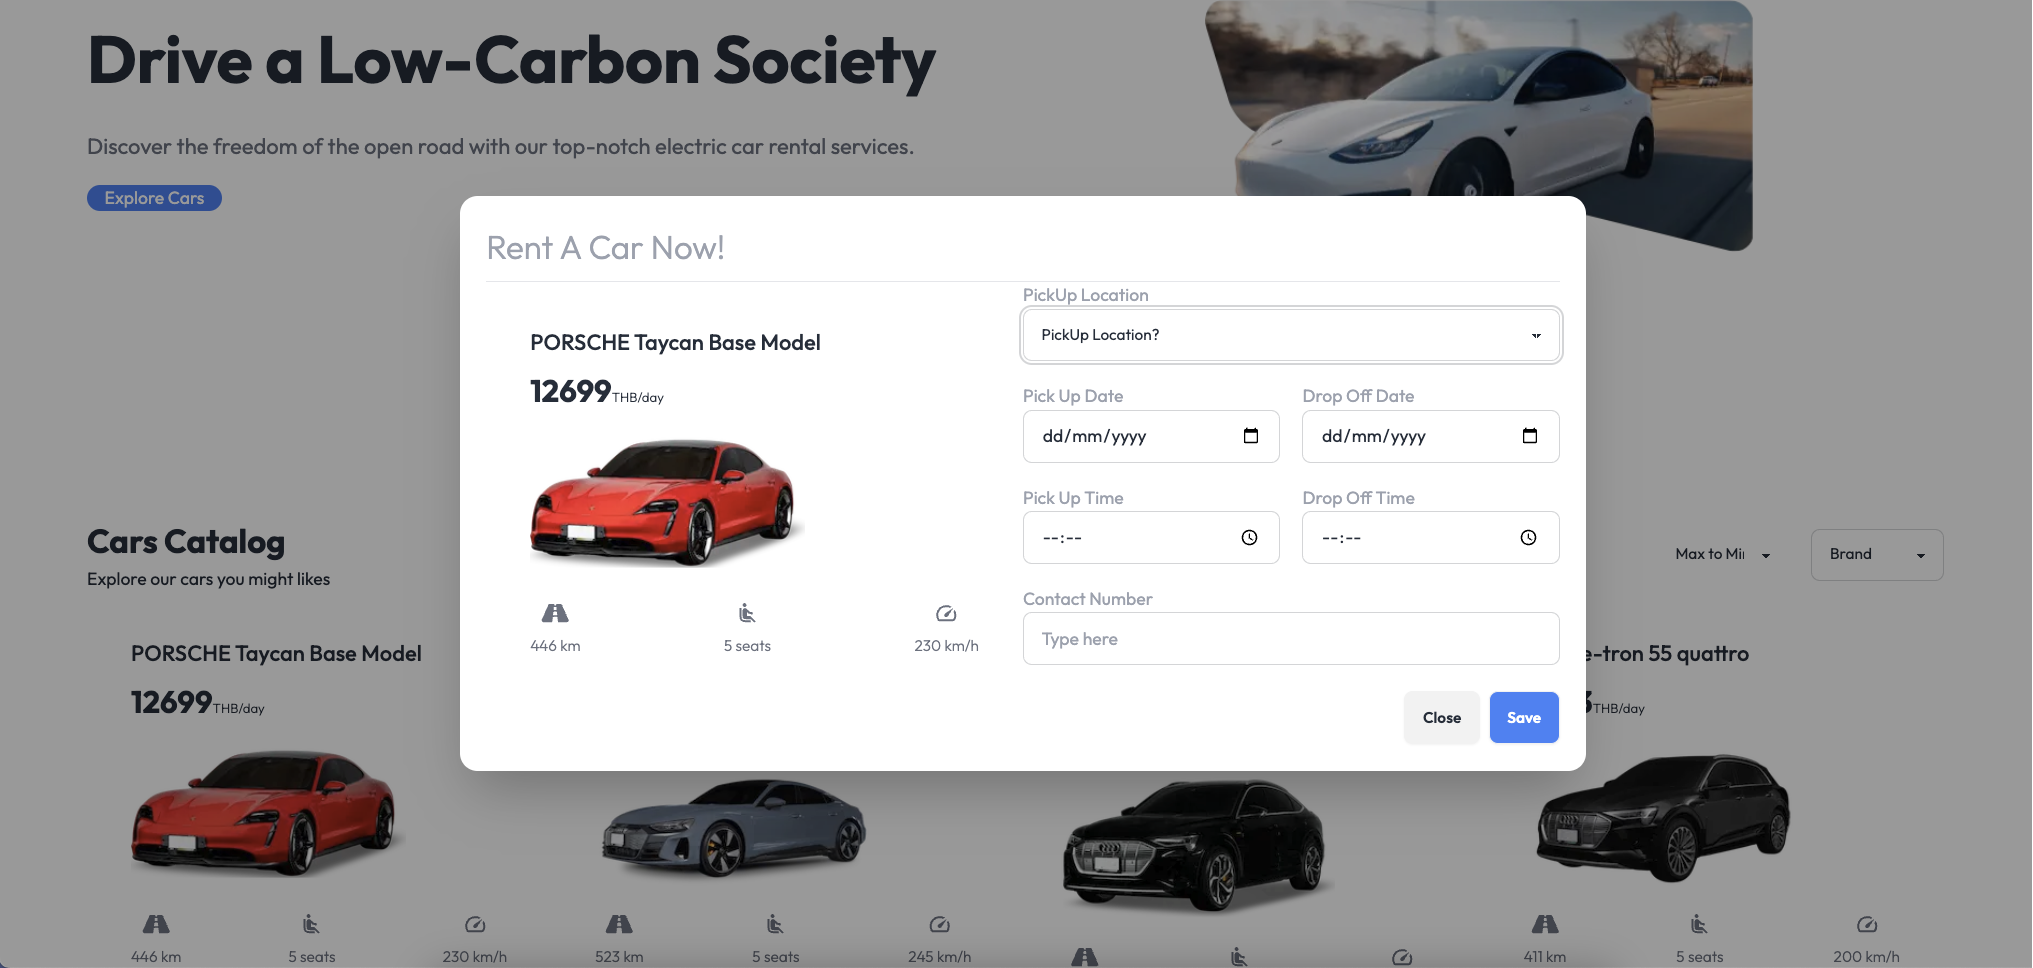 Drive a Low-Carbon Society
Discover the freedom of the open road with our top-notch electric car rental services.
Explore Cars
Rent A Car Now!
PORSCHE Taycan Base Model
12699THB/day
446 km
5 seats
230 km/h
PickUp Location
PickUp Location?
Pick Up Date
Drop Off Date
dd/mm/yyyy
dd/mm/yyyy
Pick Up Time
Drop Off Time
--:--
--:--
Contact Number
Type here
Close
Save
Cars Catalog
Explore our cars you might likes
Max to Mi
Brand
PORSCHE Taycan Base Model
12699THB/day
446 km
5 seats
230 km/h
523 km
5 seats
245 km/h
e-tron 55 quattro
THB/day
411 km
5 seats
200 km/h